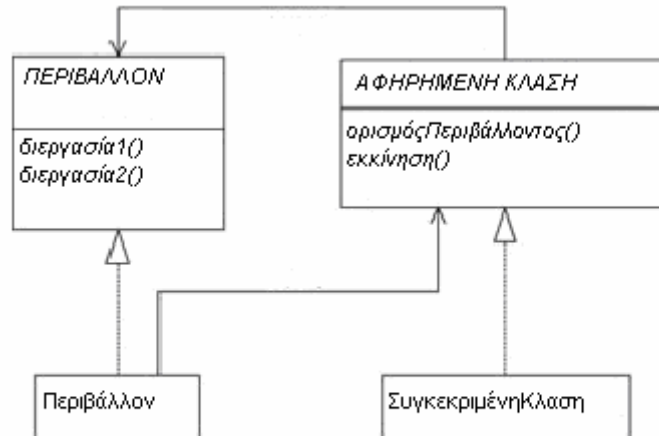 ΠΕΡΙΒΑΛΛΟΝ
διεργασία1()
διεργασία2()
ΑΦΗΡΗΜΕΝΗ ΚΛΑΣΗ
ορισμόςΠεριβάλλοντος()
εκκίνηση()
Περιβάλλον
ΣυγκεκριμένηΚλαση